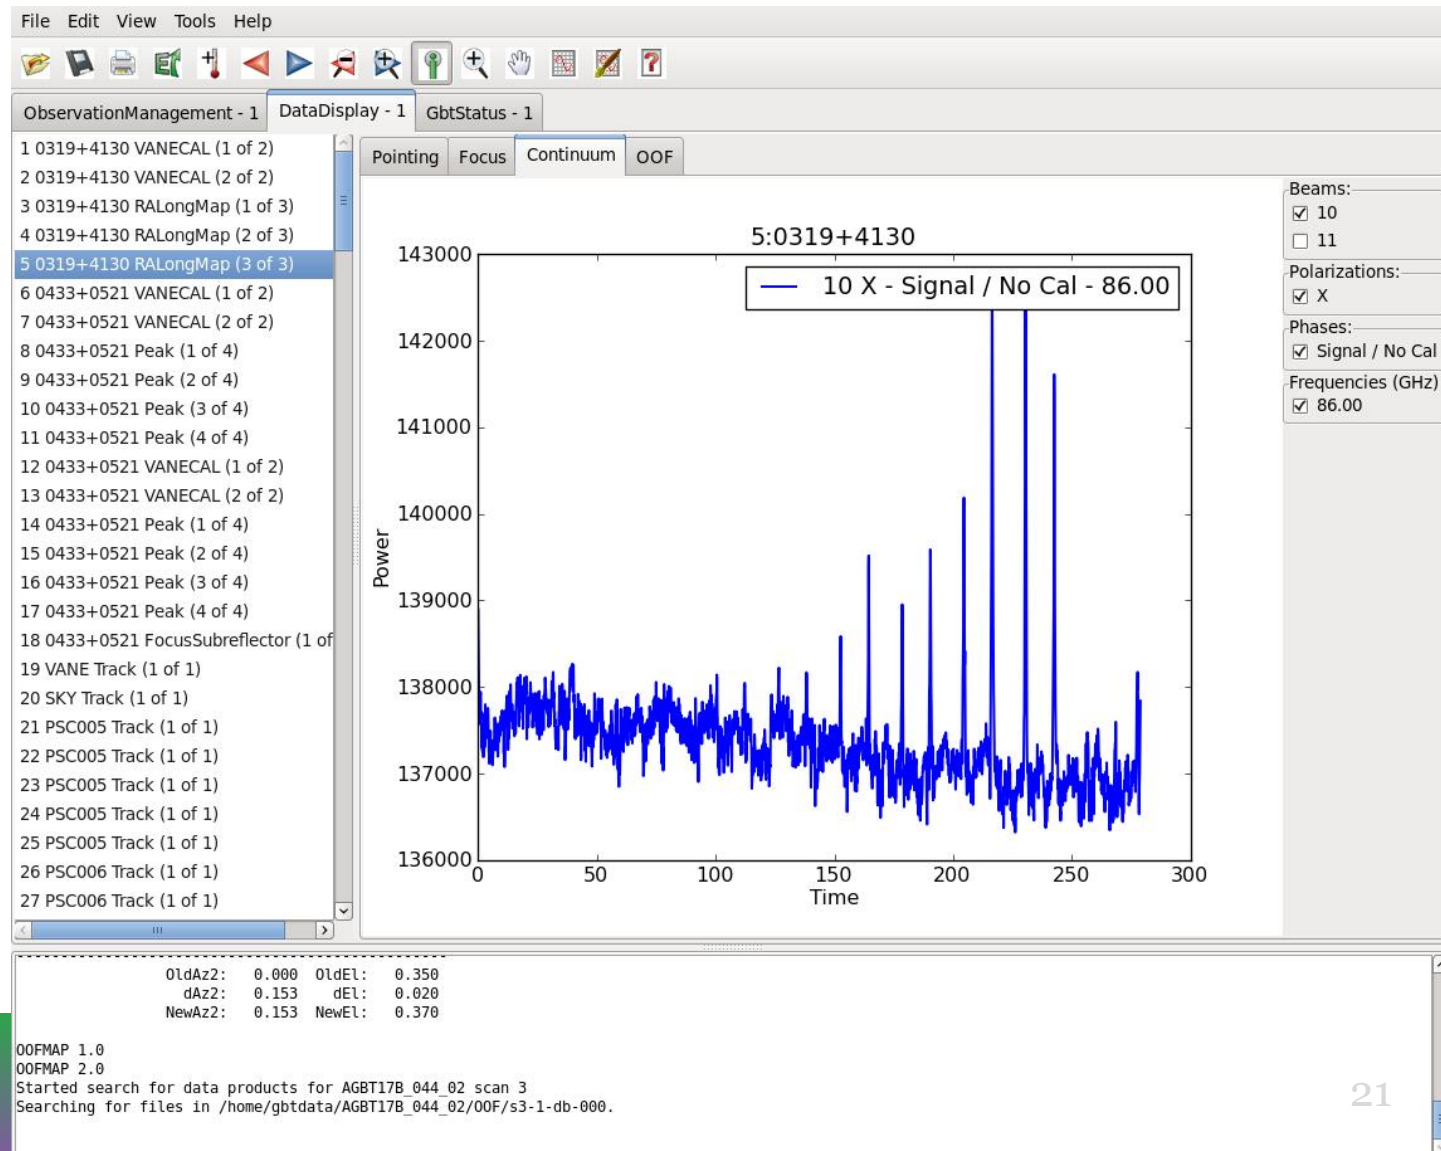 File Edit View Tools Help
ObservationManagement - 1 DataDisplay - 1 GbtStatus - 1
1 0319+4130 VANECAL (1 of 2)
2 0319+4130 VANECAL (2 of 2)
3 0319+4130 RALongMap (1 of 3)
4 0319+4130 RALongMap (2 of 3)
5 0319+4130 RALongMap (3 of 3)
6 0433+0521 VANECAL (1 of 2)
7 0433+0521 VANECAL (2 of 2)
8 0433+0521 Peak (1 of 4)
9 0433+0521 Peak (2 of 4)
10 0433+0521 Peak (3 of 4)
11 0433+0521 Peak (4 of 4)
12 0433+0521 VANECAL (1 of 2)
13 0433+0521 VANECAL (2 of 2)
14 0433+0521 Peak (1 of 4)
15 0433+0521 Peak (2 of 4)
16 0433+0521 Peak (3 of 4)
17 0433+0521 Peak (4 of 4)
18 0433+0521 FocusSubreflector (1 of
19 VANE Track (1 of 1)
20 SKY Track (1 of 1)
21 PSC005 Track (1 of 1)
22 PSC005 Track (1 of 1)
23 PSC005 Track (1 of 1)
24 PSC005 Track (1 of 1)
25 PSC005 Track (1 of 1)
26 PSC006 Track (1 of 1)
27 PSC006 Track (1 of 1)
Pointing Focus Continuum OOF
5:0319+4130
10 X - Signal / No Cal - 86.00
143000
142000
141000
140000
139000
138000
137000
136000
Power
0 50 100 150 200 250 300
Time
Beams:
10
11
Polarizations:
X
Phases:
Signal / No Cal
Frequencies (GHz)
86.00
OldAz2: 0.000 OldEl: 0.350
dAz2: 0.153 dEl: 0.020
NewAz2: 0.153 NewEl: 0.370
OOFMAP 1.0
OOFMAP 2.0
Started search for data products for AGBT17B_044_02 scan 3
Searching for files in /home/gbtdata/AGBT17B_044_02/OOF/s3-1-db-000.
21